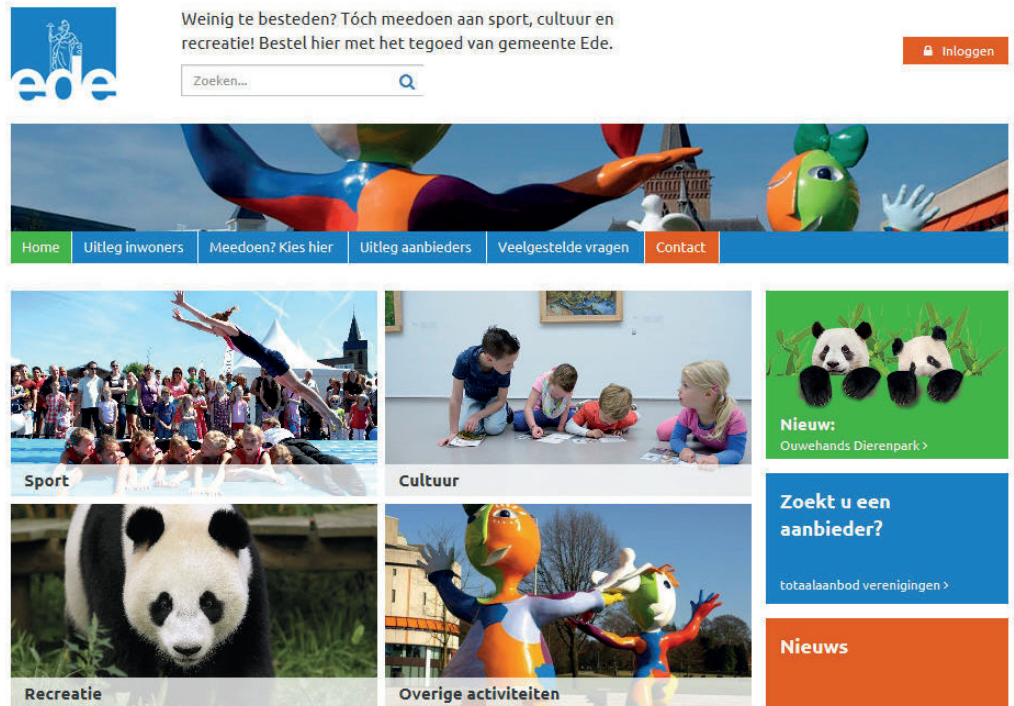 ede
Weinig te besteden? Tóch meedoen aan sport, cultuur en
recreatie! Bestel hier met het tegoed van gemeente Ede.
Zoeken...
Inloggen
Home
Uitleg inwoners
Meedoen? Kies hier
Uitleg aanbieders
Veelgestelde vragen
Contact
Sport
Cultuur
Nieuw:
Ouwehands Dierenpark >
Zoekt u een
aanbieder?
totaalaanbod verenigingen >
Recreatie
Overige activiteiten
Nieuws